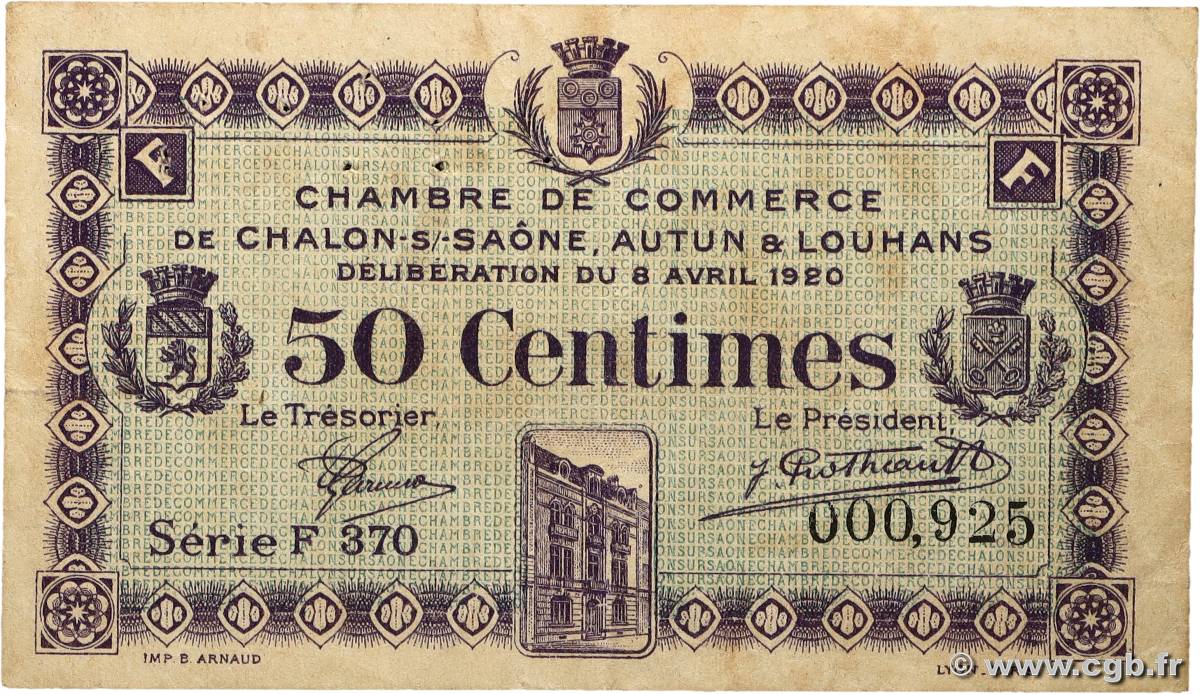 F F
CHAMBRE DE COMMERCE
DE CHALON-S/-SAÔNE, AUTUN & LOUHANS
DÉLIBÉRATION DU 8 AVRIL 1920
50 Centimes
Le Trésorier, Le Président,
Série F 370 000,925
IMP. B. ARNAUD
© www.cgb.fr